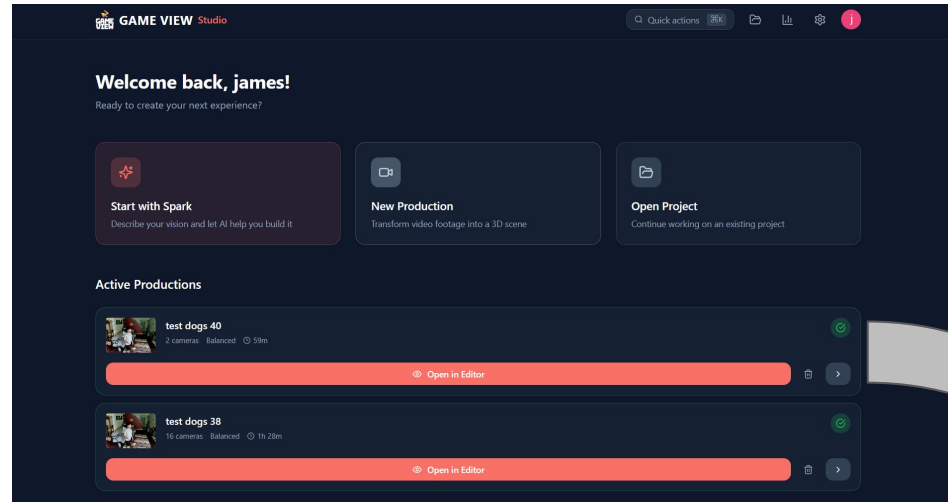 GAME VIEW
GAME VIEW Studio
Quick actions ⌘K
j
Welcome back, james!
Ready to create your next experience?
Start with Spark
Describe your vision and let AI help you build it
New Production
Transform video footage into a 3D scene
Open Project
Continue working on an existing project
Active Productions
test dogs 40
2 cameras Balanced 59m
Open in Editor
test dogs 38
16 cameras Balanced 1h 28m
Open in Editor